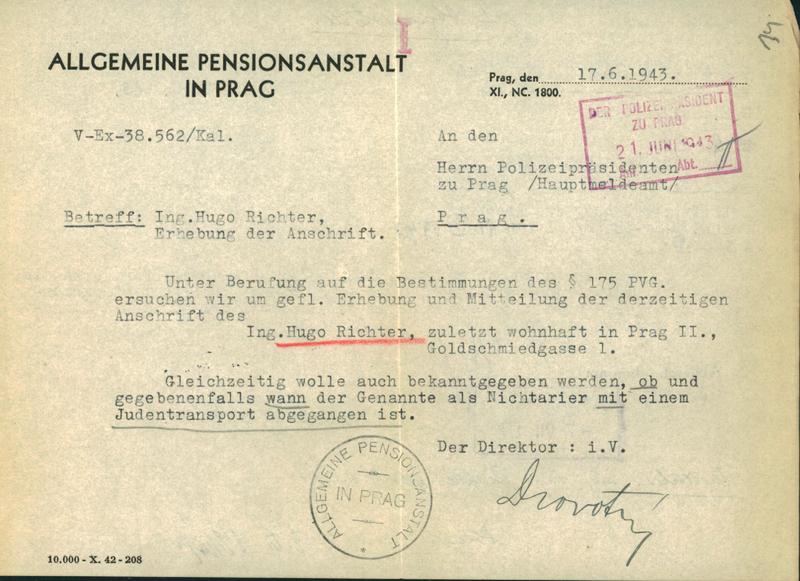 I
14
ALLGEMEINE PENSIONSANSTALT
IN PRAG
Prag, den 17.6.1943.
XI., NC. 1800.
DER POLIZEIPRÄSIDENT
ZU PRAG
21. JUNI 1943
Abt. II
V-Ex-38.562/Kal.
An den
Herrn Polizeipräsidenten
zu Prag /Hauptmeldeamt/
Prag.
Betreff: Ing.Hugo Richter,
Erhebung der Anschrift.
Unter Berufung auf die Bestimmungen des § 175 PVG.
ersuchen wir um gefl. Erhebung und Mitteilung der derzeitigen
Anschrift des
Ing.Hugo Richter, zuletzt wohnhaft in Prag II.,
Goldschmiedgasse 1.
Gleichzeitig wolle auch bekanntgegeben werden, ob und
gegebenenfalls wann der Genannte als Nichtarier mit einem
Judentransport abgegangen ist.
Der Direktor : i.V.
ALLGEMEINE PENSIONSANSTALT
IN PRAG
10.000 - X. 42 - 208